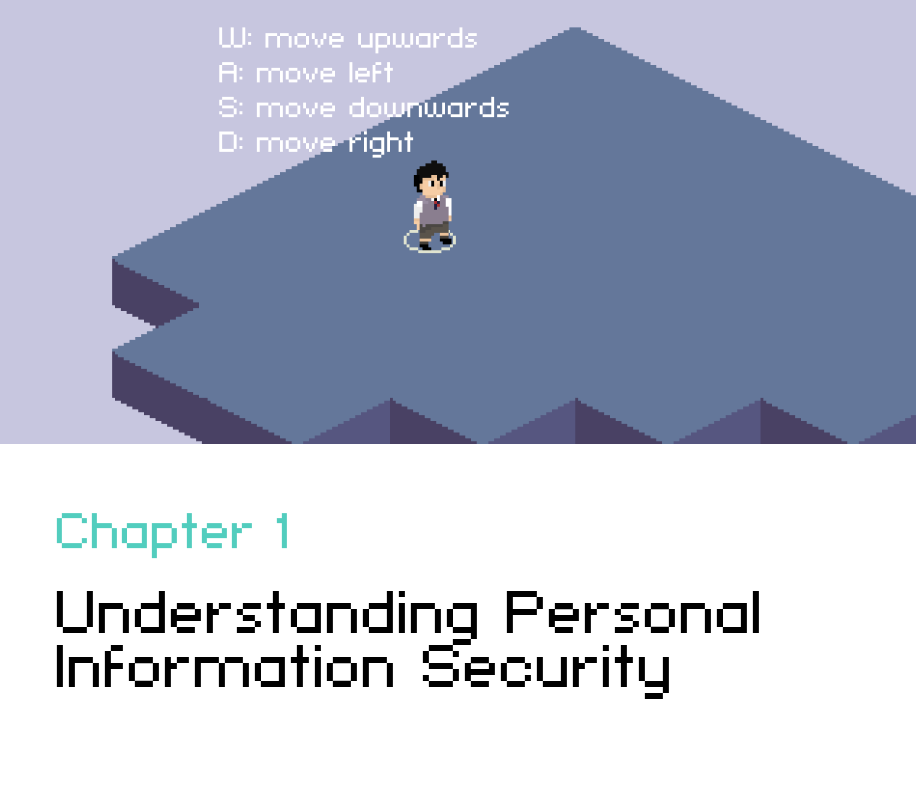 W: move upwards
A: move left
S: move downwards
D: move right
Chapter 1
Understanding Personal
Information Security